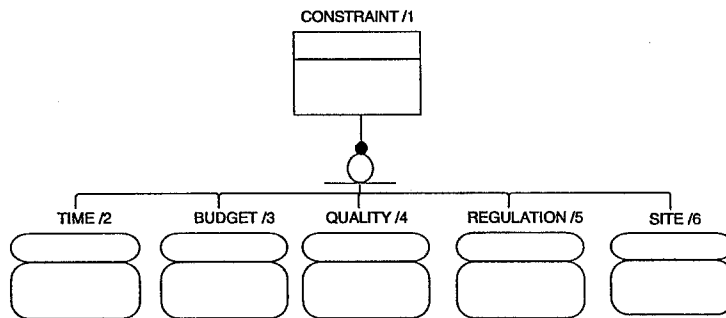 CONSTRAINT /1
TIME /2
BUDGET /3
QUALITY /4
REGULATION /5
SITE /6